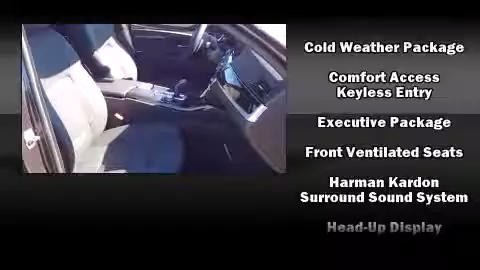 Cold Weather Package
Comfort Access
Keyless Entry
Executive Package
Front Ventilated Seats
Harman Kardon
Surround Sound System
Head-Up Display